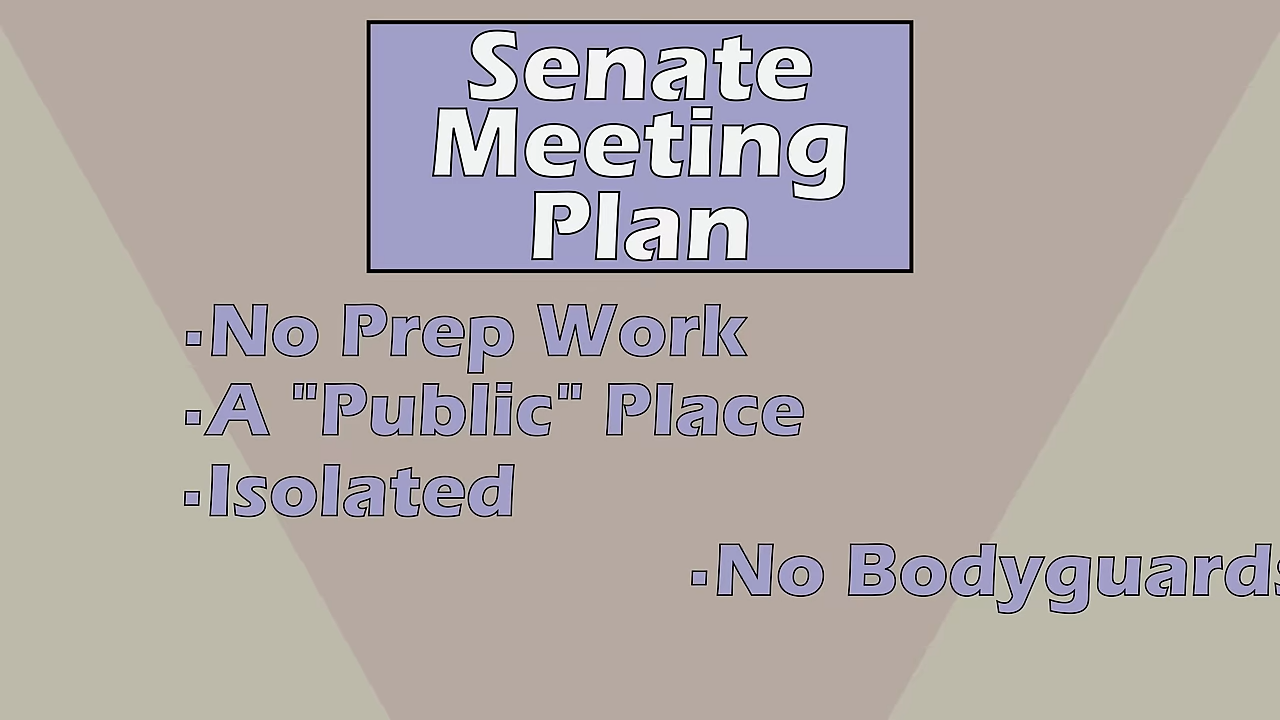 Senate
Meeting
Plan
·No Prep Work
·A "Public" Place
·Isolated
·No Bodyguards